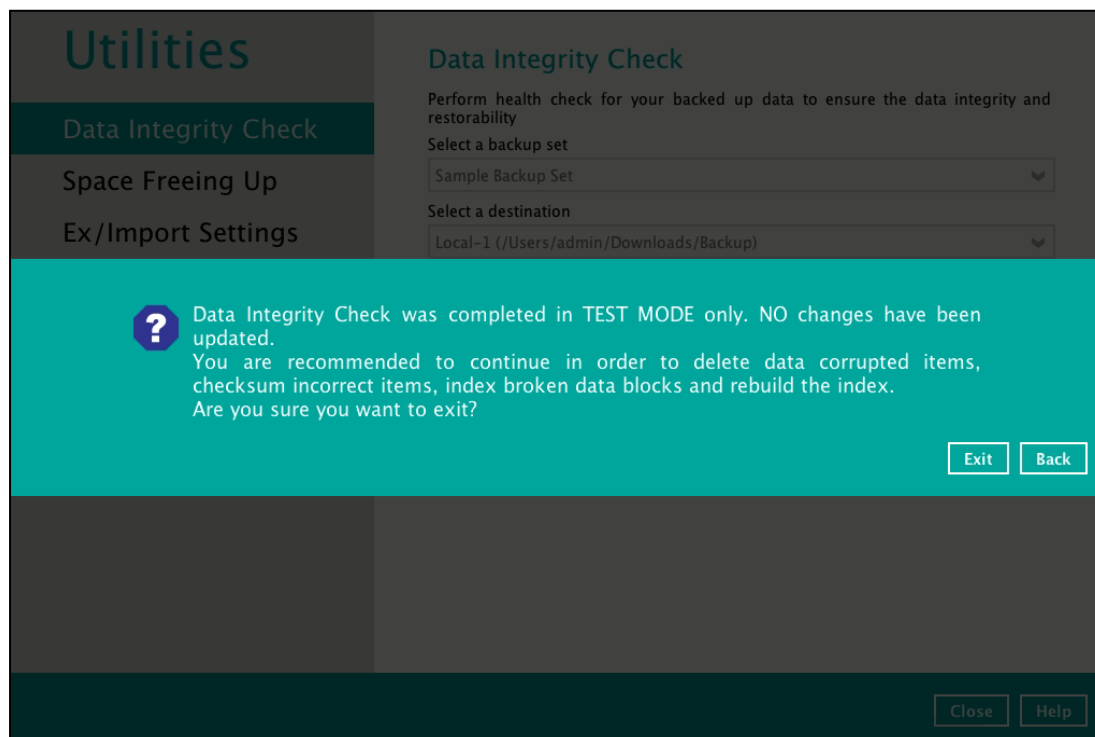 Utilities
Data Integrity Check
Space Freeing Up
Ex/Import Settings
Data Integrity Check
Perform health check for your backed up data to ensure the data integrity and
restorability
Select a backup set
Sample Backup Set
Select a destination
Local-1 (/Users/admin/Downloads/Backup)
?
Data Integrity Check was completed in TEST MODE only. NO changes have been
updated.
You are recommended to continue in order to delete data corrupted items,
checksum incorrect items, index broken data blocks and rebuild the index.
Are you sure you want to exit?
Exit Back
Close Help